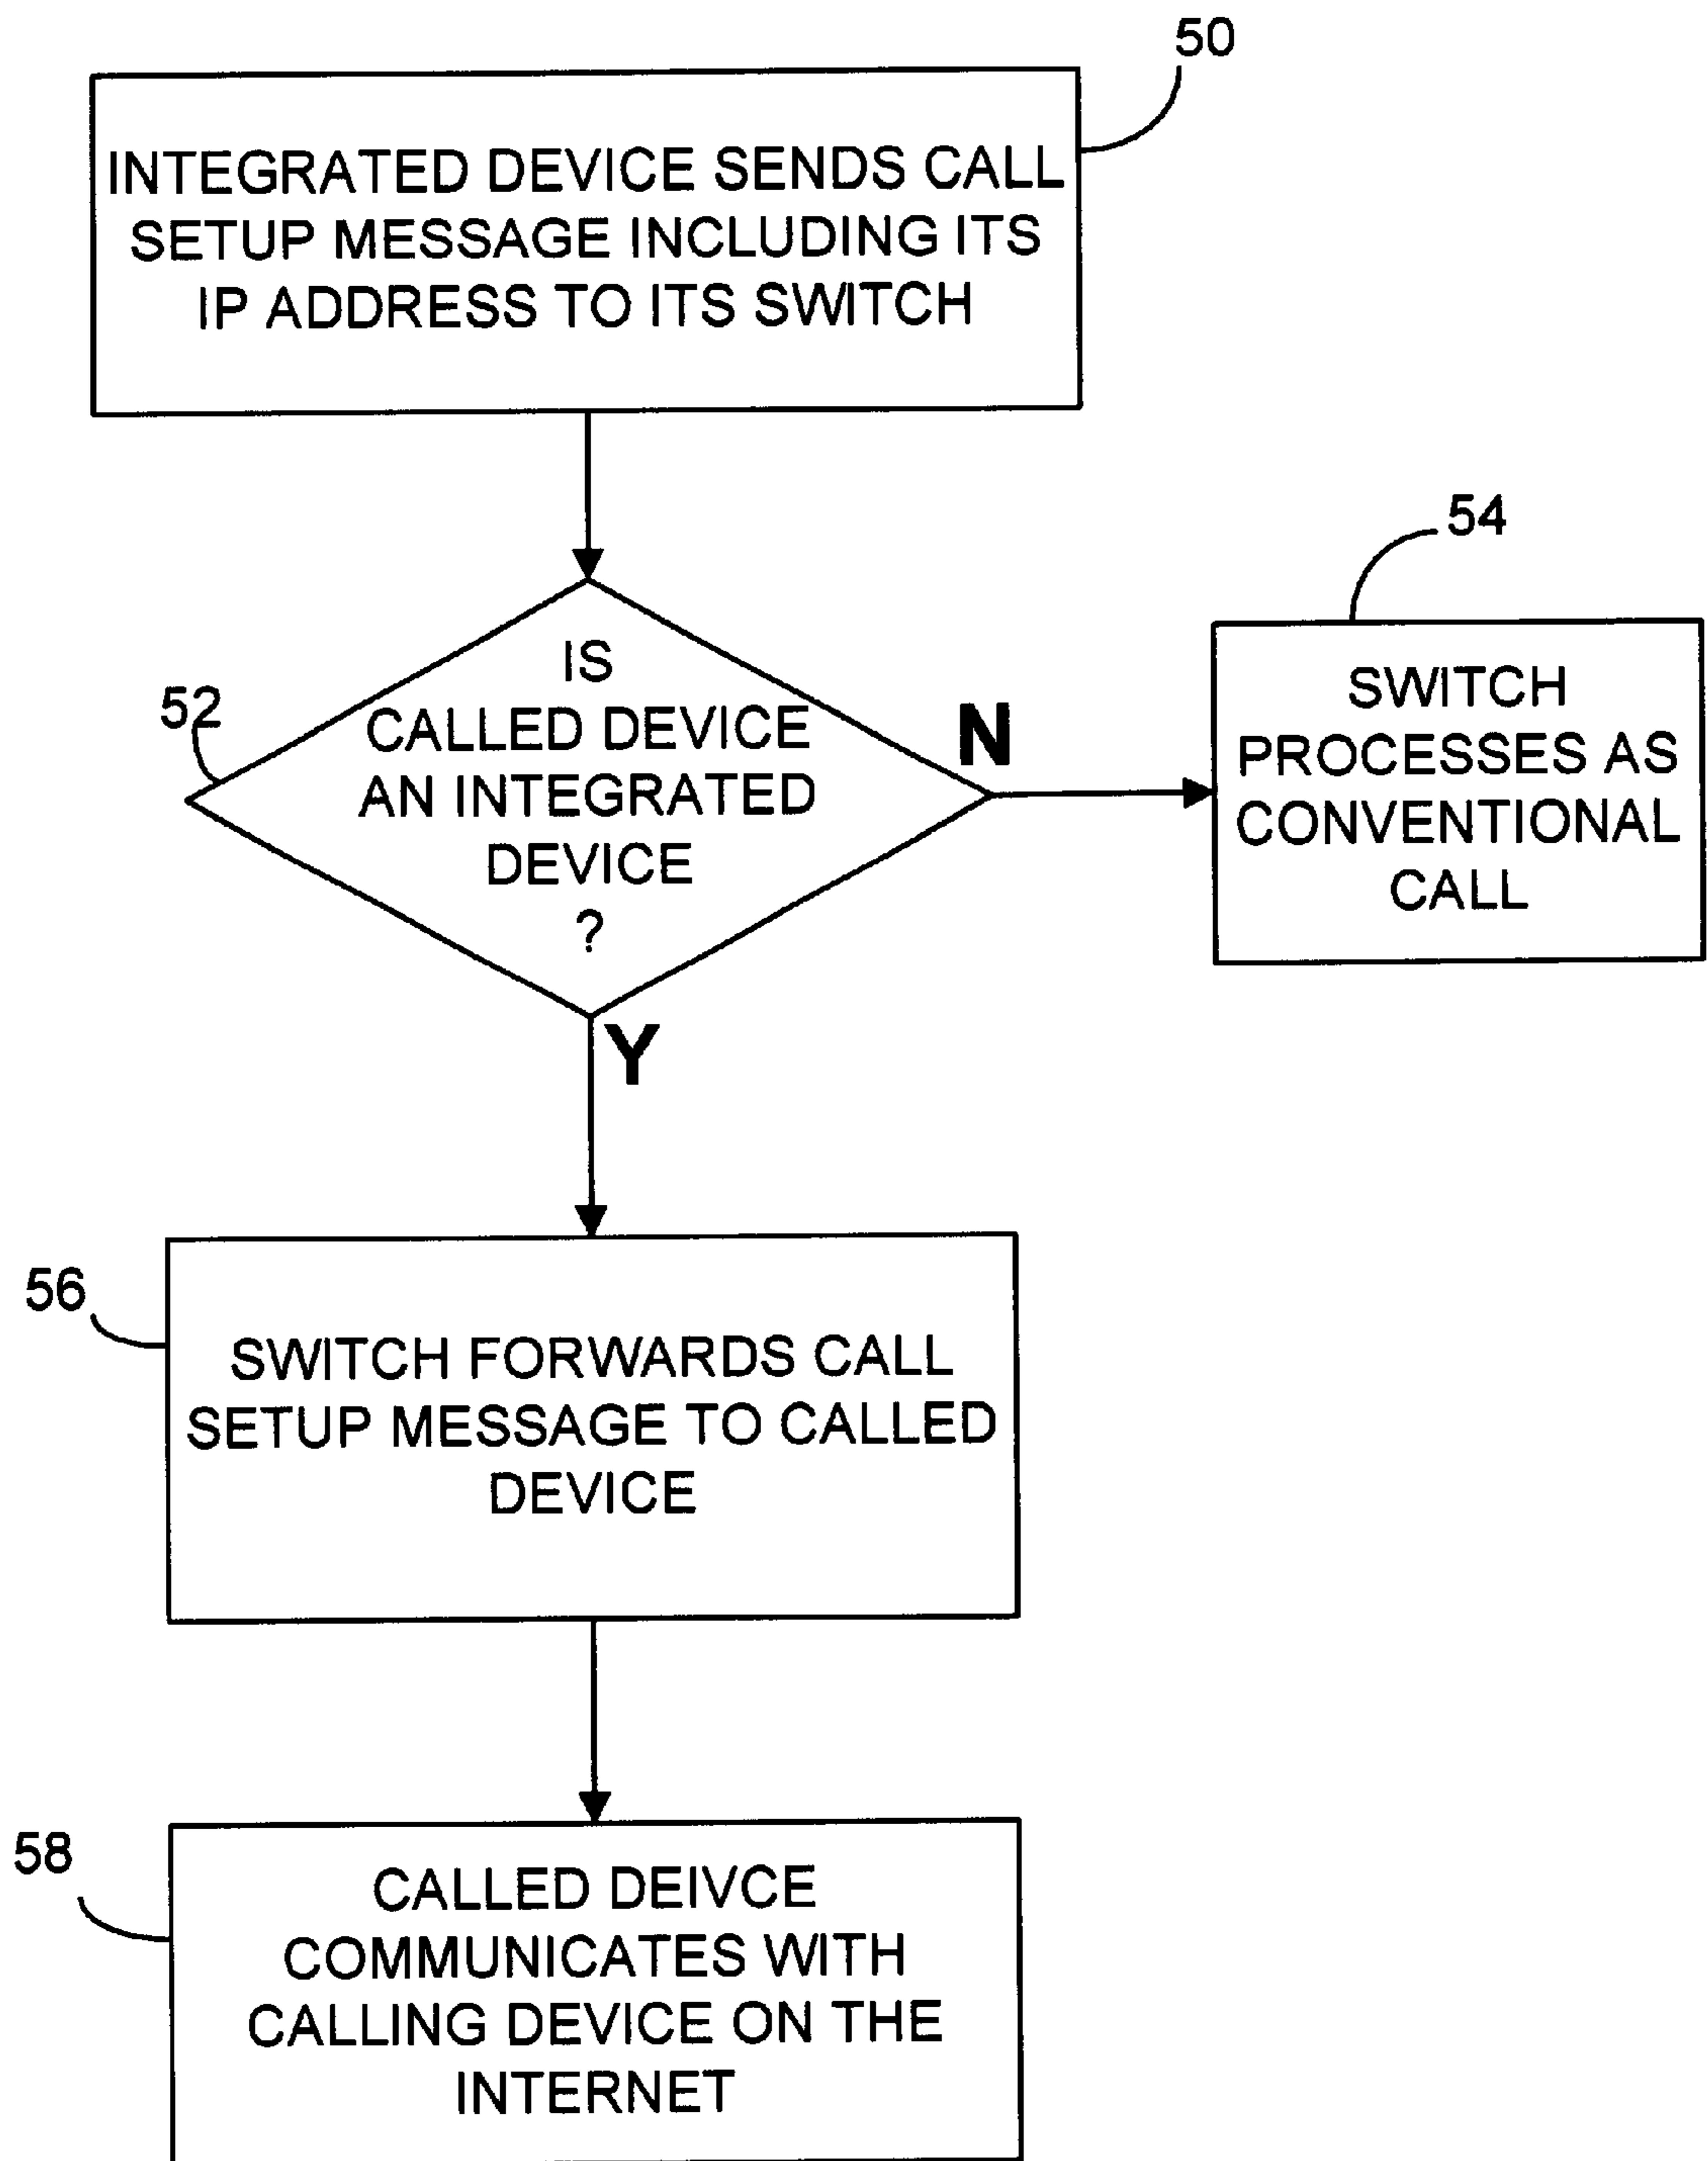 50
INTEGRATED DEVICE SENDS CALL
SETUP MESSAGE INCLUDING ITS
IP ADDRESS TO ITS SWITCH
52
IS
CALLED DEVICE
AN INTEGRATED
DEVICE
?
N
54
SWITCH
PROCESSES AS
CONVENTIONAL
CALL
Y
56
SWITCH FORWARDS CALL
SETUP MESSAGE TO CALLED
DEVICE
58
CALLED DEIVCE
COMMUNICATES WITH
CALLING DEVICE ON THE
INTERNET